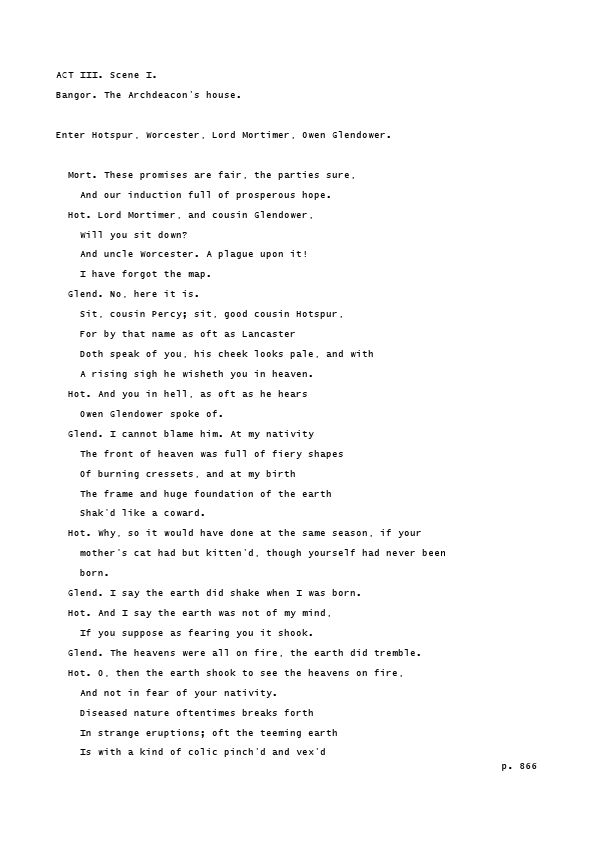 ACT III. Scene I.
Bangor. The Archdeacon's house.
Enter Hotspur, Worcester, Lord Mortimer, Owen Glendower.
Mort. These promises are fair, the parties sure,
And our induction full of prosperous hope.
Hot. Lord Mortimer, and cousin Glendower,
Will you sit down?
And uncle Worcester. A plague upon it!
I have forgot the map.
Glend. No, here it is.
Sit, cousin Percy; sit, good cousin Hotspur,
For by that name as oft as Lancaster
Doth speak of you, his cheek looks pale, and with
A rising sigh he wisheth you in heaven.
Hot. And you in hell, as oft as he hears
Owen Glendower spoke of.
Glend. I cannot blame him. At my nativity
The front of heaven was full of fiery shapes
Of burning cressets, and at my birth
The frame and huge foundation of the earth
Shak'd like a coward.
Hot. Why, so it would have done at the same season, if your
mother's cat had but kitten'd, though yourself had never been
born.
Glend. I say the earth did shake when I was born.
Hot. And I say the earth was not of my mind,
If you suppose as fearing you it shook.
Glend. The heavens were all on fire, the earth did tremble.
Hot. O, then the earth shook to see the heavens on fire,
And not in fear of your nativity.
Diseased nature oftentimes breaks forth
In strange eruptions; oft the teeming earth
Is with a kind of colic pinch'd and vex'd
p. 866